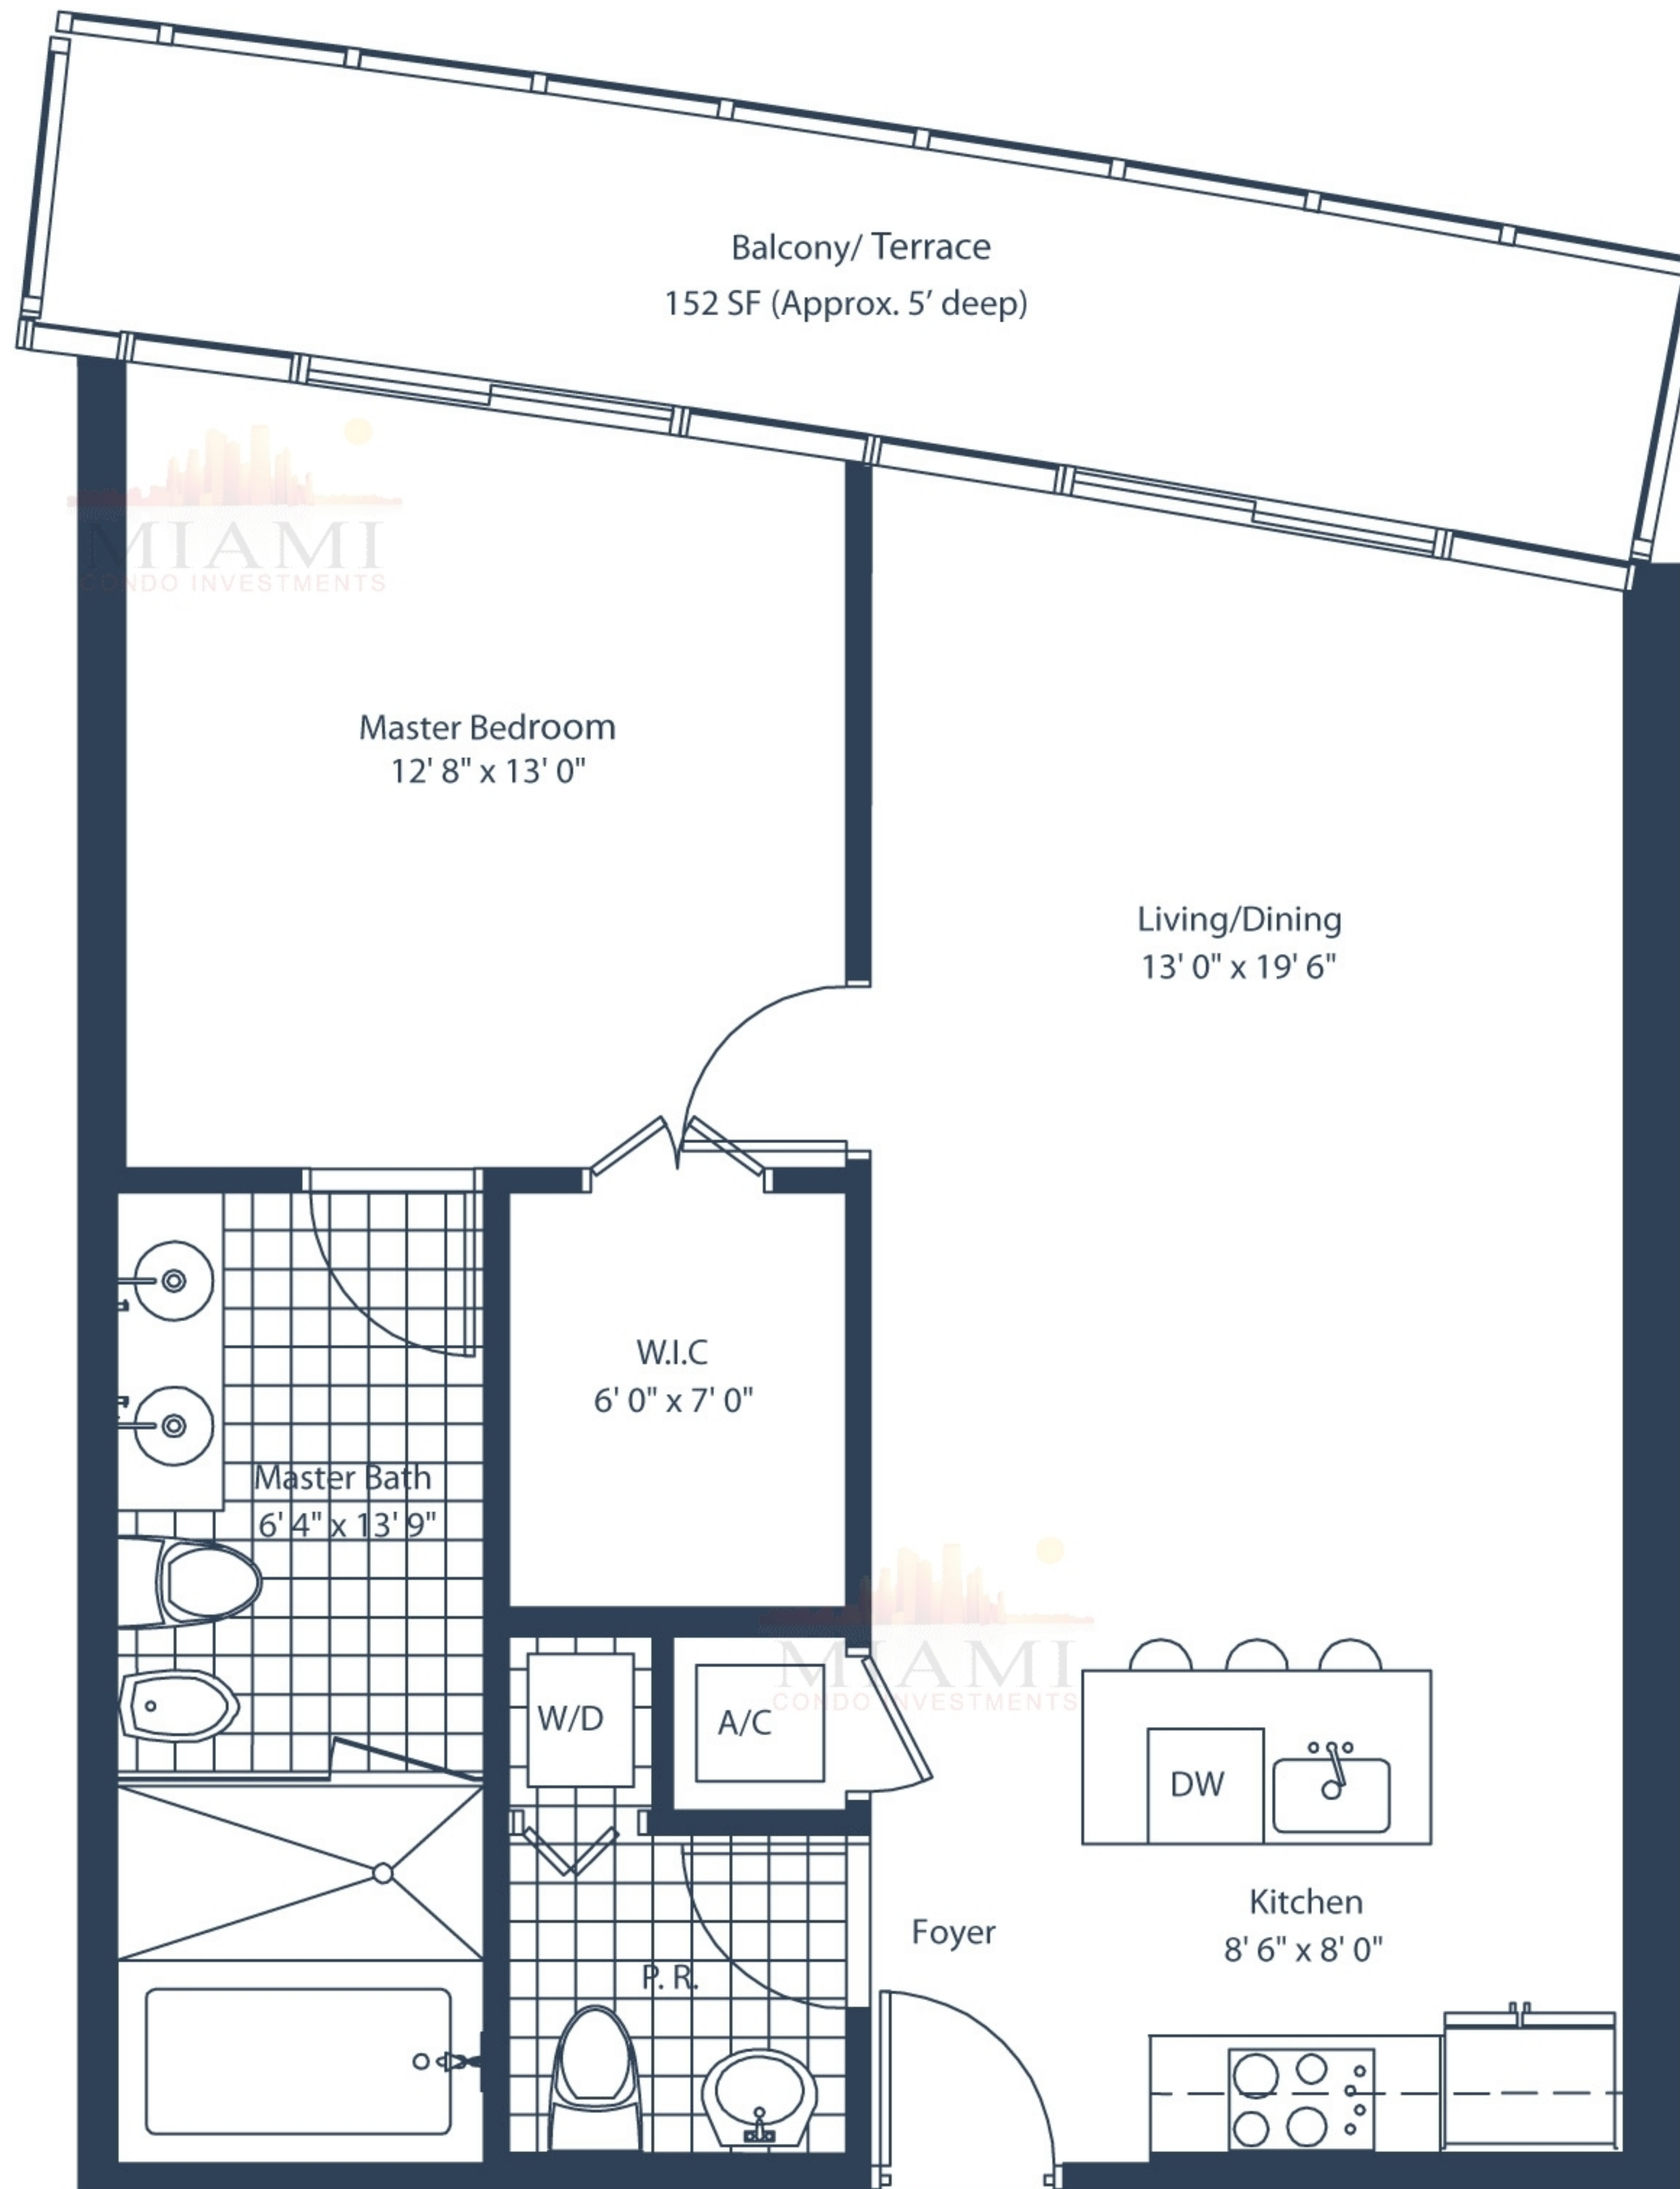 Balcony/ Terrace
152 SF (Approx. 5’ deep)
MIAMI
CONDO INVESTMENTS
Master Bedroom
12' 8" x 13' 0"
Living/Dining
13' 0" x 19' 6"
W.I.C
6' 0" x 7' 0"
Master Bath
6' 4" x 13' 9"
MIAMI
CONDO INVESTMENTS
W/D
A/C
DW
Kitchen
8' 6" x 8' 0"
Foyer
P. R.